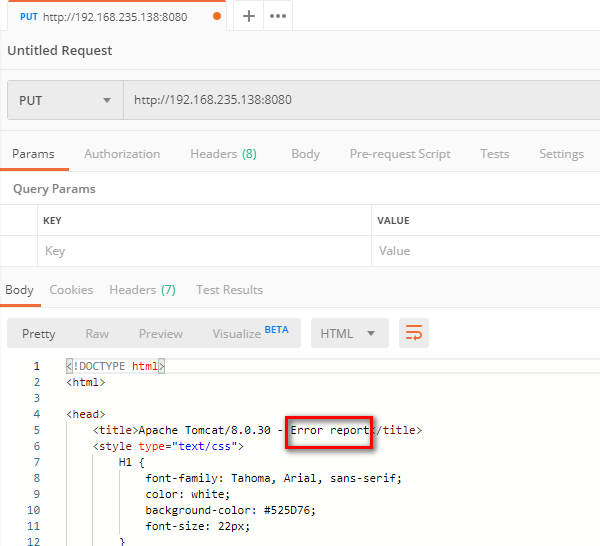 PUT http://192.168.235.138:8080
Untitled Request
PUT http://192.168.235.138:8080
Params Authorization Headers (8) Body Pre-request Script Tests Settings
Query Params
KEY VALUE
Key Value
Body Cookies Headers (7) Test Results
Pretty Raw Preview Visualize BETA HTML
1 <!DOCTYPE html>
2 <html>
3
4 <head>
5 <title>Apache Tomcat/8.0.30 - Error report</title>
6 <style type="text/css">
7 H1 {
8 font-family: Tahoma, Arial, sans-serif;
9 color: white;
10 background-color: #525D76;
11 font-size: 22px;
12 }